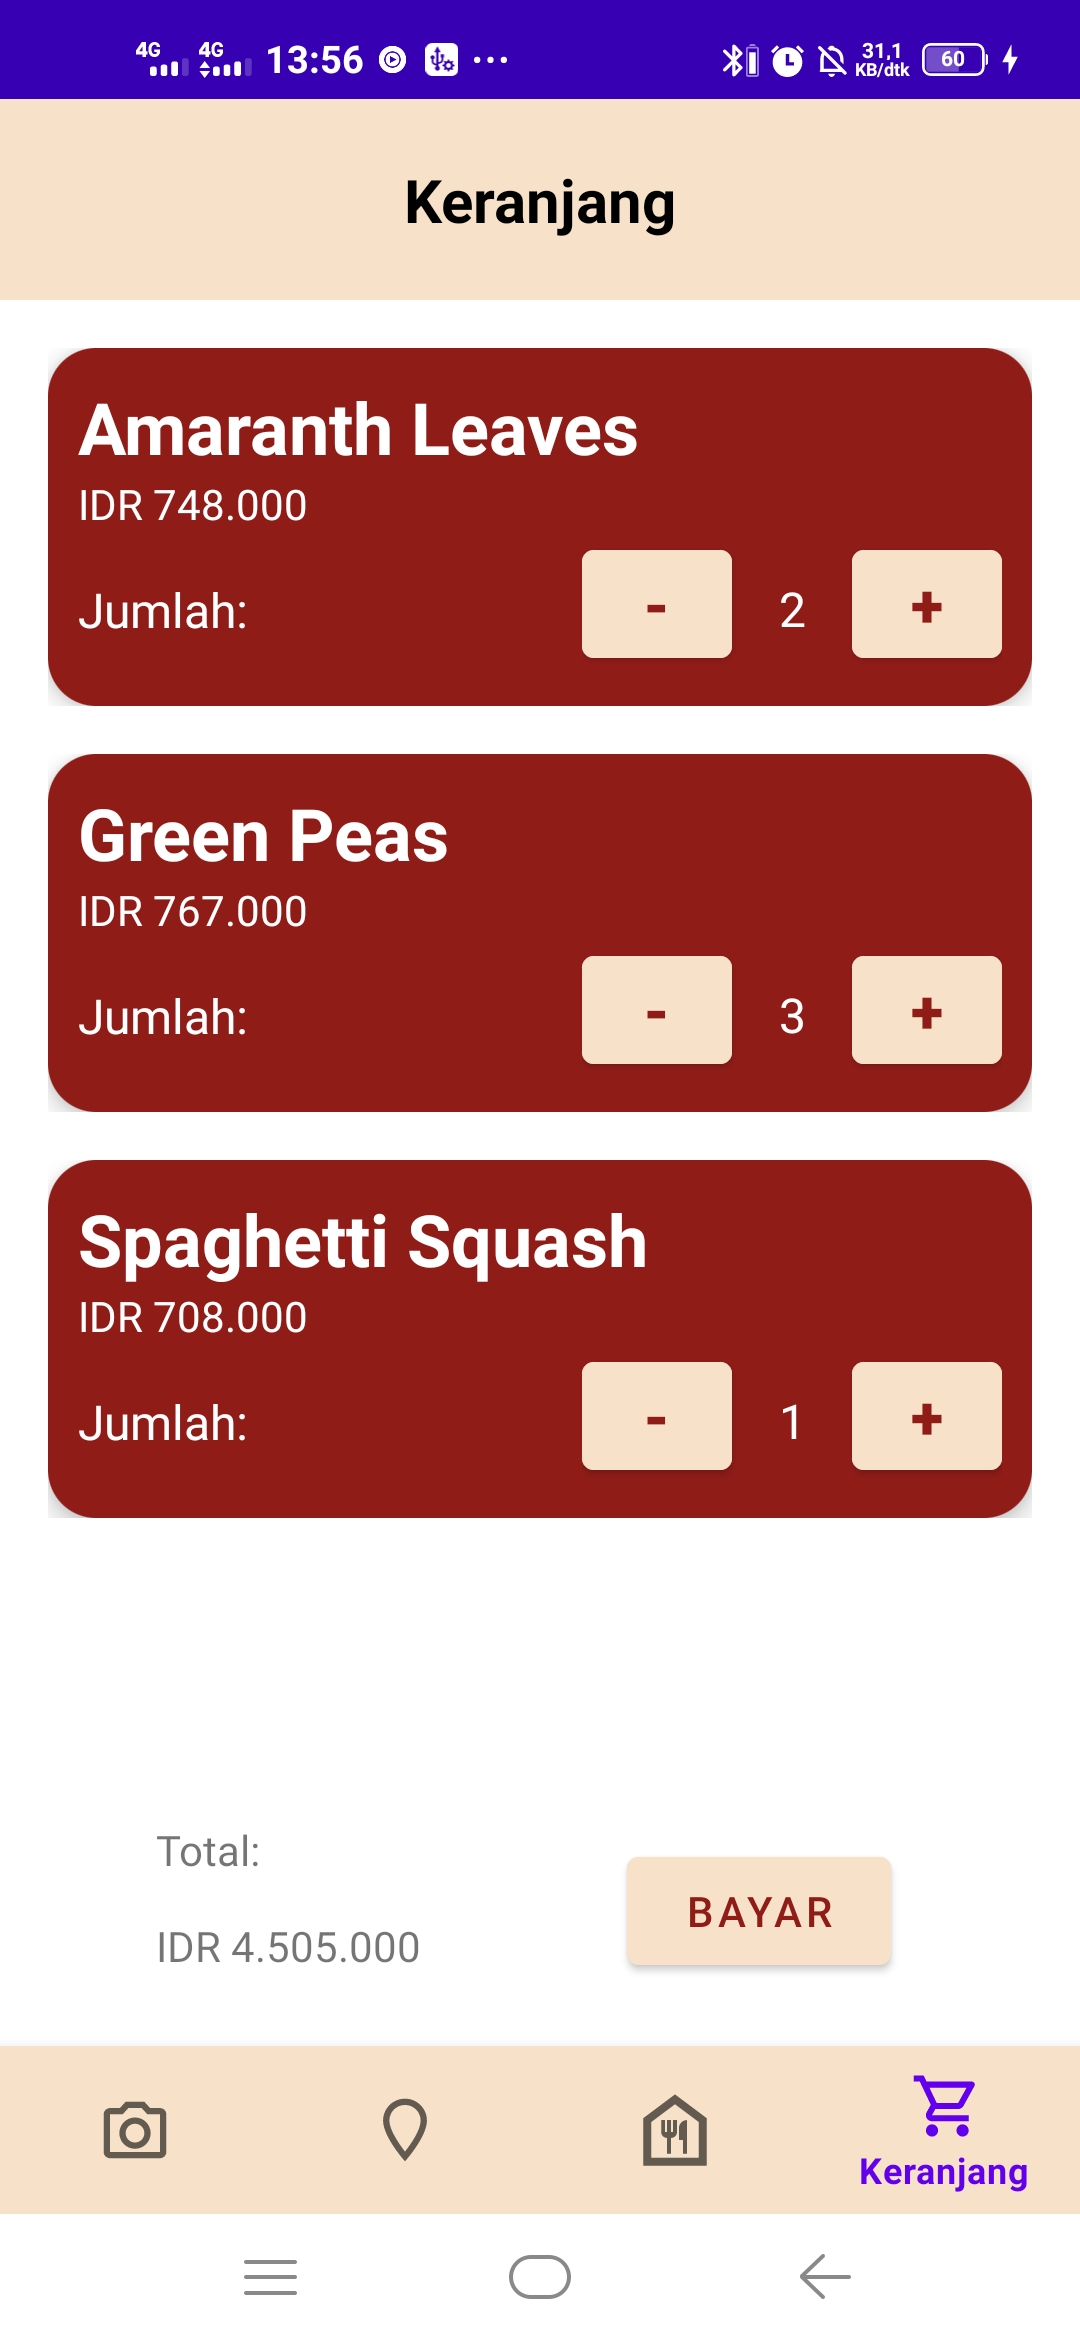 4G 4G 13:56 ... 31,1 KB/dtk 60
Keranjang
Amaranth Leaves
IDR 748.000
Jumlah: - 2 +
Green Peas
IDR 767.000
Jumlah: - 3 +
Spaghetti Squash
IDR 708.000
Jumlah: - 1 +
Total:
BAYAR
IDR 4.505.000
Keranjang